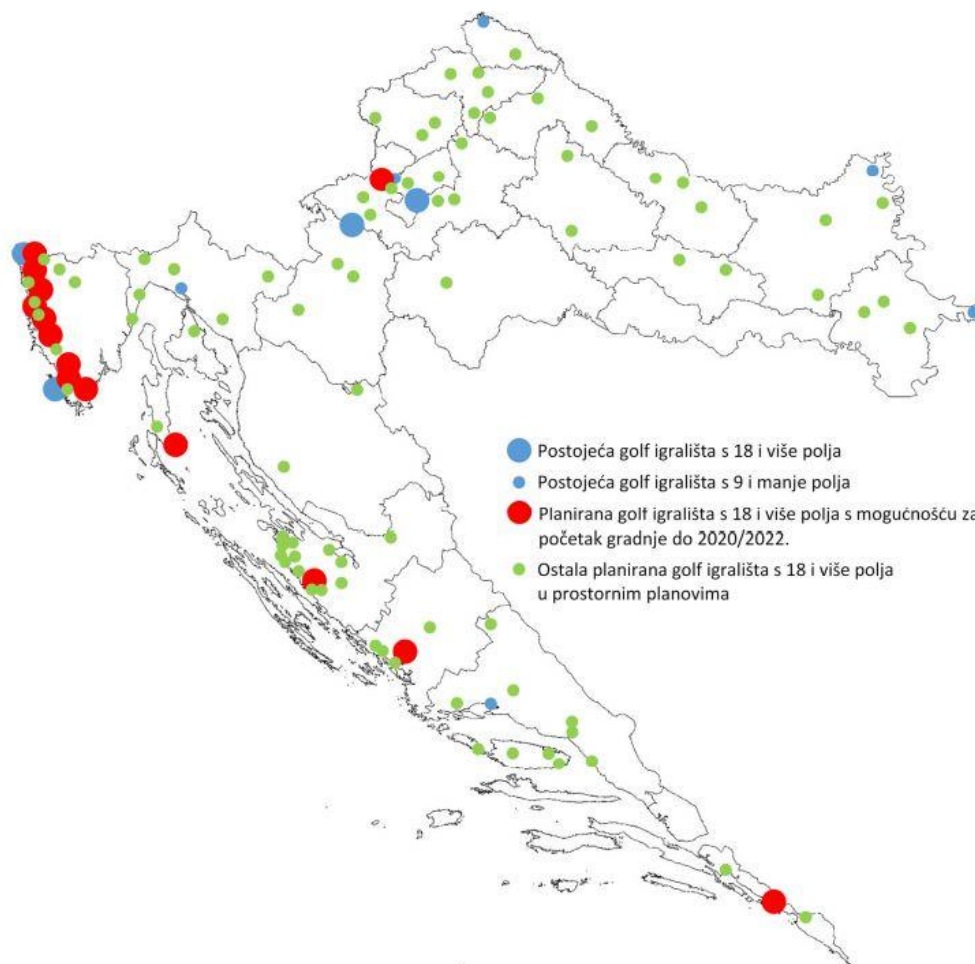 Postojeća golf igrališta s 18 i više polja
Postojeća golf igrališta s 9 i manje polja
Planirana golf igrališta s 18 i više polja s mogućnošću za
početak gradnje do 2020/2022.
Ostala planirana golf igrališta s 18 i više polja
u prostornim planovima